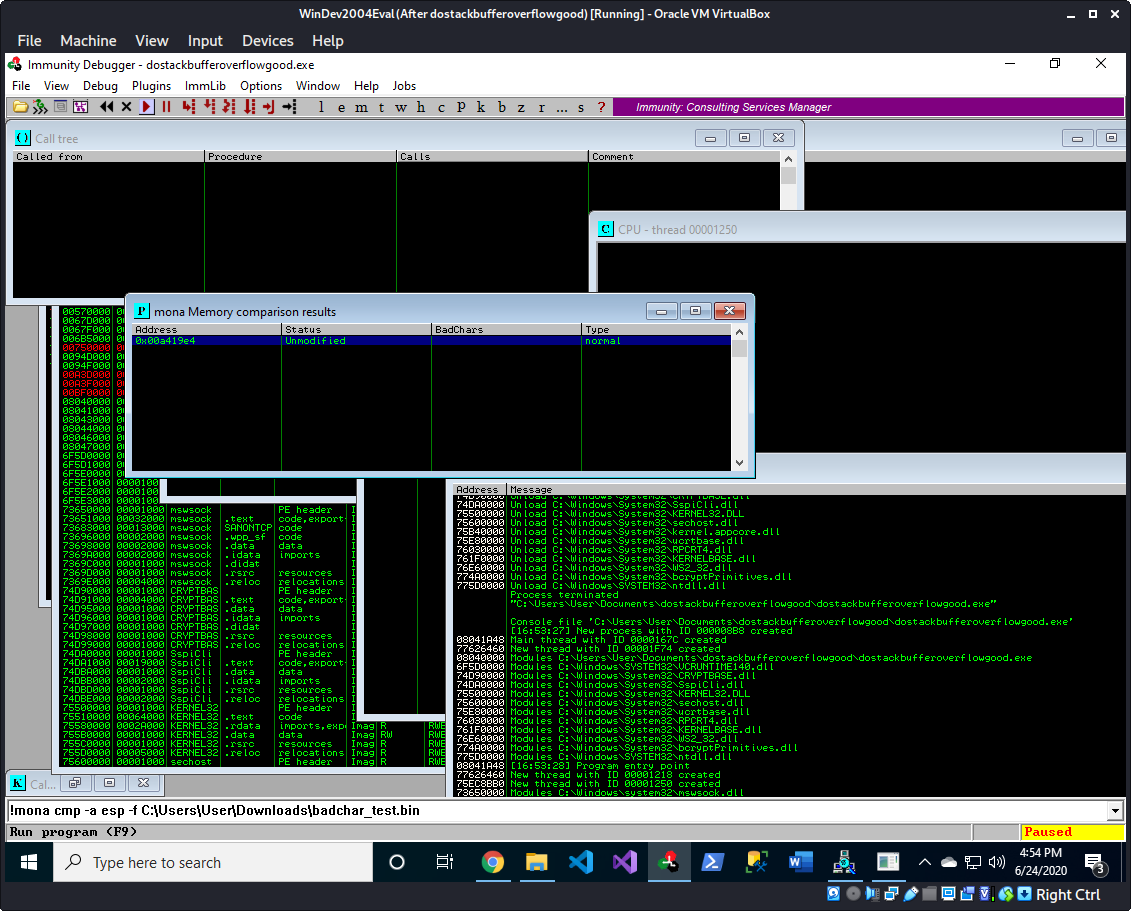 WinDev2004Eval (After dostackbufferoverflowgood) [Running] - Oracle VM VirtualBox
File Machine View Input Devices Help
Immunity Debugger - dostackbufferoverflowgood.exe
File View Debug Plugins ImmLib Options Window Help Jobs
l e m t w h c P k b z r ... s ? Immunity: Consulting Services Manager
Call tree
Called from Procedure Calls Comment
CPU - thread 00001250
mona Memory comparison results
Address Status BadChars Type
0x00a419e4 Unmodified normal
00570000
0067D000
0067F000
006B5000
00750000
0094D000
0094F000
00A3F000
08040000
08041000
08043000
08044000
08046000
08047000
6F5D0000
6F5D1000
6F5E0000
6F5E1000 0000100
6F5E2000 0000100
6F5E3000 0000100
73650000 00001000 mswsock PE header
73651000 00032000 mswsock .text code,export
73683000 00013000 mswsock SANONTCP code
73696000 00002000 mswsock .wpp_sf code
73698000 00002000 mswsock .data data
7369A000 00002000 mswsock .idata imports
7369C000 00001000 mswsock .didat
7369D000 00001000 mswsock .rsrc resources
7369E000 00004000 mswsock .reloc relocations
74D90000 00001000 CRYPTBAS PE header
74D91000 00004000 CRYPTBAS .text code,export
74D95000 00001000 CRYPTBAS .data data
74D96000 00001000 CRYPTBAS .idata imports
74D97000 00001000 CRYPTBAS .didat
74D98000 00001000 CRYPTBAS .rsrc resources
74D99000 00001000 CRYPTBAS .reloc relocations
74DA0000 00001000 SspiCli PE header
74DA1000 00019000 SspiCli .text code,export
74DBA000 00001000 SspiCli .data data
74DBB000 00002000 SspiCli .idata imports
74DBD000 00001000 SspiCli .rsrc resources
74DBE000 00002000 SspiCli .reloc relocations
75500000 00001000 KERNEL32 PE header
75510000 00064000 KERNEL32 .text code Imag R RWE
75580000 0002A000 KERNEL32 .rdata imports,exp Imag R RWE
755B0000 00001000 KERNEL32 .data data Imag RW RWE
755C0000 00001000 KERNEL32 .rsrc resources Imag R RWE
755D0000 00005000 KERNEL32 .reloc relocations Imag R RWE
75600000 00001000 sechost PE header Imag R RWE
Address Message
74D90000 Unload C:\Windows\System32\CRYPTBASE.dll
74DA0000 Unload C:\Windows\System32\SspiCli.dll
75500000 Unload C:\Windows\System32\KERNEL32.DLL
75600000 Unload C:\Windows\System32\sechost.dll
75B40000 Unload C:\Windows\System32\kernel.appcore.dll
75E80000 Unload C:\Windows\System32\ucrtbase.dll
76030000 Unload C:\Windows\System32\RPCRT4.dll
761F0000 Unload C:\Windows\System32\KERNELBASE.dll
76E60000 Unload C:\Windows\System32\WS2_32.dll
774A0000 Unload C:\Windows\System32\bcryptPrimitives.dll
775D0000 Unload C:\Windows\SYSTEM32\ntdll.dll
Process terminated
"C:\Users\User\Documents\dostackbufferoverflowgood\dostackbufferoverflowgood.exe"
Console file 'C:\Users\User\Documents\dostackbufferoverflowgood\dostackbufferoverflowgood.exe'
[16:53:27] New process with ID 000008B8 created
08041A48 Main thread with ID 0000167C created
77626460 New thread with ID 00001F74 created
08040000 Modules C:\Users\User\Documents\dostackbufferoverflowgood\dostackbufferoverflowgood.exe
6F5D0000 Modules C:\Windows\SYSTEM32\VCRUNTIME140.dll
74D90000 Modules C:\Windows\System32\CRYPTBASE.dll
74DA0000 Modules C:\Windows\System32\SspiCli.dll
75500000 Modules C:\Windows\System32\KERNEL32.DLL
75600000 Modules C:\Windows\System32\sechost.dll
75E80000 Modules C:\Windows\System32\ucrtbase.dll
76030000 Modules C:\Windows\System32\RPCRT4.dll
761F0000 Modules C:\Windows\System32\KERNELBASE.dll
76E60000 Modules C:\Windows\System32\WS2_32.dll
774A0000 Modules C:\Windows\System32\bcryptPrimitives.dll
775D0000 Modules C:\Windows\SYSTEM32\ntdll.dll
08041A48 [16:53:28] Program entry point
77626460 New thread with ID 00001218 created
75EC8BB0 New thread with ID 00001250 created
73650000 Modules C:\Windows\system32\mswsock.dll
Cal...
!mona cmp -a esp -f C:\Users\User\Downloads\badchar_test.bin
Run program (F9) Paused
Type here to search
4:54 PM
6/24/2020
3
Right Ctrl